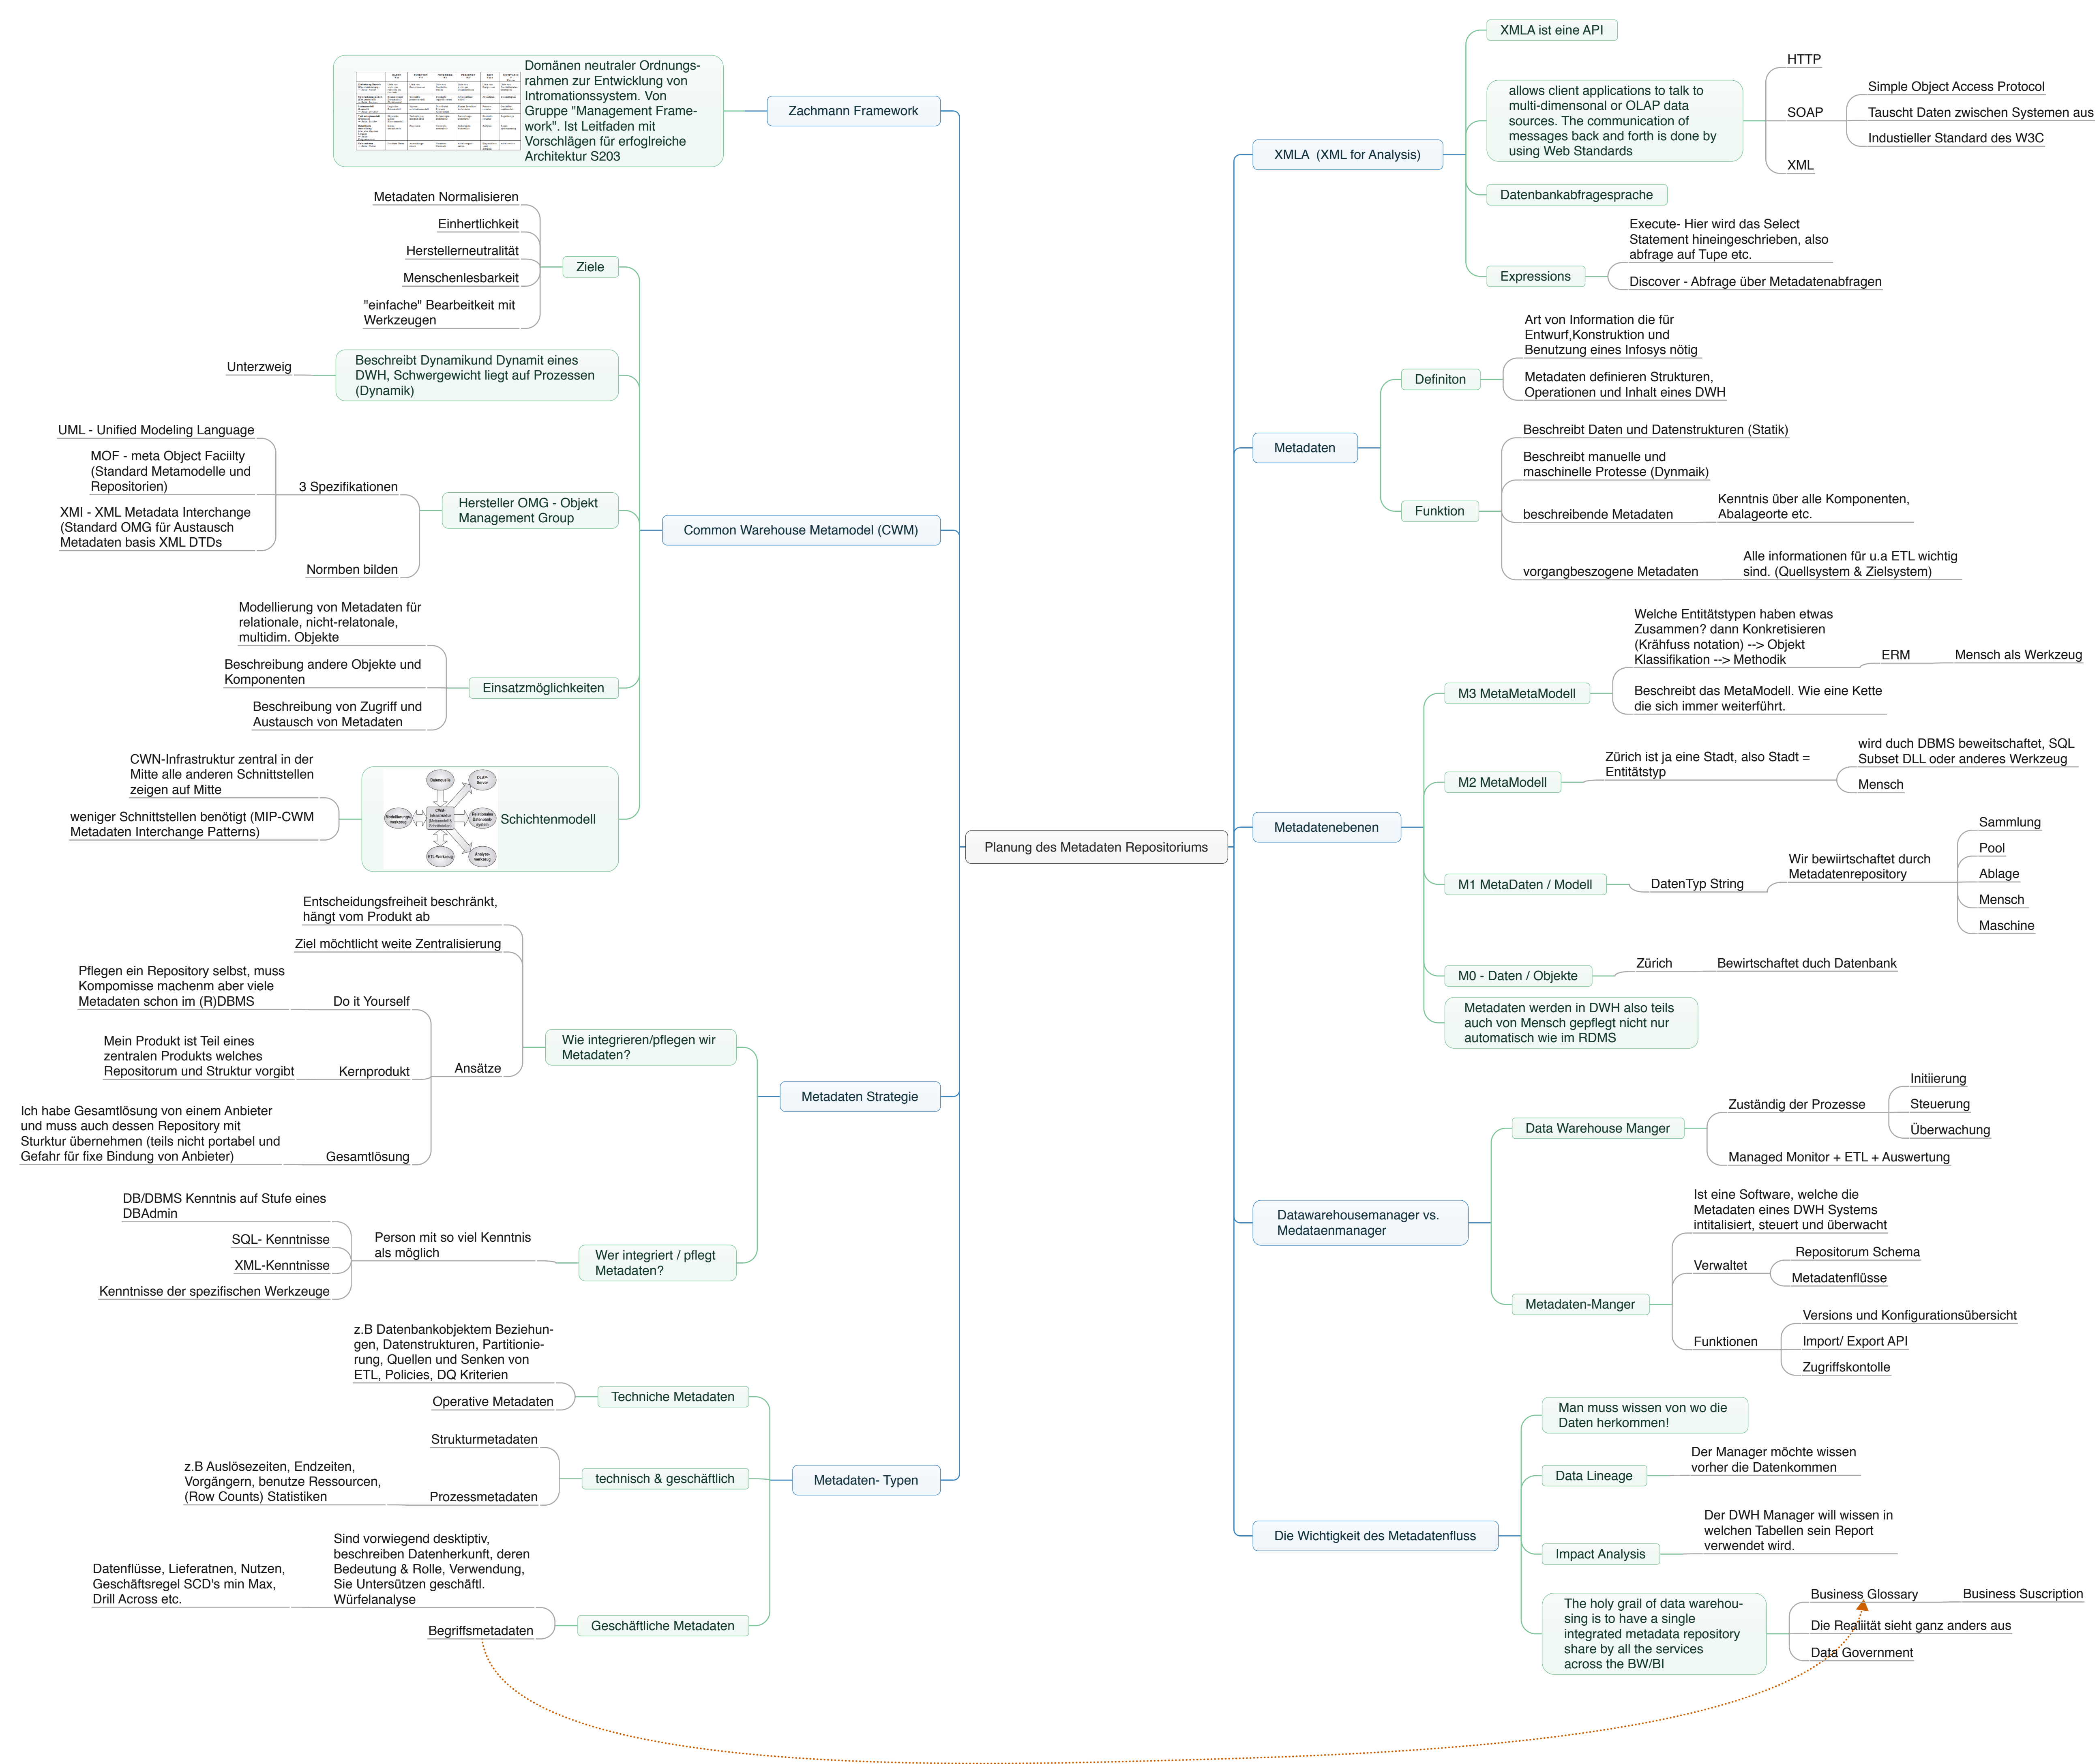 Planung des Metadaten Repositoriums
Zachmann Framework
Domänen neutraler Ordnungs-
rahmen zur Entwicklung von
Intromationssystem. Von
Gruppe "Management Frame-
work". Ist Leitfaden mit
Vorschlägen für erfoglreiche
Architektur S203
Common Warehouse Metamodel (CWM)
Ziele
Metadaten Normalisieren
Einhertlichkeit
Herstellerneutralität
Menschenlesbarkeit
"einfache" Bearbeitkeit mit
Werkzeugen
Beschreibt Dynamikund Dynamit eines
DWH, Schwergewicht liegt auf Prozessen
(Dynamik)
Unterzweig
Hersteller OMG - Objekt
Management Group
3 Spezifikationen
UML - Unified Modeling Language
MOF - meta Object Faciilty
(Standard Metamodelle und
Repositorien)
XMI - XML Metadata Interchange
(Standard OMG für Austausch
Metadaten basis XML DTDs
Normben bilden
Einsatzmöglichkeiten
Modellierung von Metadaten für
relationale, nicht-relatonale,
multidim. Objekte
Beschreibung andere Objekte und
Komponenten
Beschreibung von Zugriff und
Austausch von Metadaten
Schichtenmodell
Datenquelle
OLAP-
Server
Modellierungs-
werkzeug
CWM-
Infrastruktur
Relationales
Datenbank-
system
ETL-Werkzeug
Analyse-
werkzeug
CWN-Infrastruktur zentral in der
Mitte alle anderen Schnittstellen
zeigen auf Mitte
weniger Schnittstellen benötigt (MIP-CWM
Metadaten Interchange Patterns)
Metadaten Strategie
Wie integrieren/pflegen wir
Metadaten?
Entscheidungsfreiheit beschränkt,
hängt vom Produkt ab
Ziel möchtlicht weite Zentralisierung
Ansätze
Do it Yourself
Pflegen ein Repository selbst, muss
Kompomisse machenm aber viele
Metadaten schon im (R)DBMS
Kernprodukt
Mein Produkt ist Teil eines
zentralen Produkts welches
Repositorum und Struktur vorgibt
Gesamtlösung
Ich habe Gesamtlösung von einem Anbieter
und muss auch dessen Repository mit
Sturktur übernehmen (teils nicht portabel und
Gefahr für fixe Bindung von Anbieter)
Wer integriert / pflegt
Metadaten?
Person mit so viel Kenntnis
als möglich
DB/DBMS Kenntnis auf Stufe eines
DBAdmin
SQL- Kenntnisse
XML-Kenntnisse
Kenntnisse der spezifischen Werkzeuge
Metadaten- Typen
Techniche Metadaten
z.B Datenbankobjektem Beziehun-
gen, Datenstrukturen, Partitionie-
rung, Quellen und Senken von
ETL, Policies, DQ Kriterien
Operative Metadaten
technisch & geschäftlich
Strukturmetadaten
Prozessmetadaten
z.B Auslösezeiten, Endzeiten,
Vorgängern, benutze Ressourcen,
(Row Counts) Statistiken
Geschäftliche Metadaten
Sind vorwiegend desktiptiv,
beschreiben Datenherkunft, deren
Bedeutung & Rolle, Verwendung,
Sie Untersützen geschäftl.
Würfelanalyse
Datenflüsse, Lieferatnen, Nutzen,
Geschäftsregel SCD's min Max,
Drill Across etc.
Begriffsmetadaten
XMLA  (XML for Analysis)
XMLA ist eine API
allows client applications to talk to
multi-dimensonal or OLAP data
sources. The communication of
messages back and forth is done by
using Web Standards
HTTP
SOAP
Simple Object Access Protocol
Tauscht Daten zwischen Systemen aus
Industieller Standard des W3C
XML
Datenbankabfragesprache
Expressions
Execute- Hier wird das Select
Statement hineingeschrieben, also
abfrage auf Tupe etc.
Discover - Abfrage über Metadatenabfragen
Metadaten
Definiton
Art von Information die für
Entwurf,Konstruktion und
Benutzung eines Infosys nötig
Metadaten definieren Strukturen,
Operationen und Inhalt eines DWH
Funktion
Beschreibt Daten und Datenstrukturen (Statik)
Beschreibt manuelle und
maschinelle Protesse (Dynmaik)
beschreibende Metadaten
Kenntnis über alle Komponenten,
Abalageorte etc.
vorgangbeszogene Metadaten
Alle informationen für u.a ETL wichtig
sind. (Quellsystem & Zielsystem)
Metadatenebenen
M3 MetaMetaModell
Welche Entitätstypen haben etwas
Zusammen? dann Konkretisieren
(Krähfuss notation) --> Objekt
Klassifikation --> Methodik
ERM
Mensch als Werkzeug
Beschreibt das MetaModell. Wie eine Kette
die sich immer weiterführt.
M2 MetaModell
Zürich ist ja eine Stadt, also Stadt =
Entitätstyp
wird duch DBMS beweitschaftet, SQL
Subset DLL oder anderes Werkzeug
Mensch
M1 MetaDaten / Modell
DatenTyp String
Wir bewiirtschaftet durch
Metadatenrepository
Sammlung
Pool
Ablage
Mensch
Maschine
M0 - Daten / Objekte
Zürich
Bewirtschaftet duch Datenbank
Metadaten werden in DWH also teils
auch von Mensch gepflegt nicht nur
automatisch wie im RDMS
Datawarehousemanager vs.
Medataenmanager
Data Warehouse Manger
Zuständig der Prozesse
Initiierung
Steuerung
Überwachung
Managed Monitor + ETL + Auswertung
Metadaten-Manger
Ist eine Software, welche die
Metadaten eines DWH Systems
intitalisiert, steuert und überwacht
Verwaltet
Repositorum Schema
Metadatenflüsse
Funktionen
Versions und Konfigurationsübersicht
Import/ Export API
Zugriffskontolle
Die Wichtigkeit des Metadatenfluss
Man muss wissen von wo die
Daten herkommen!
Data Lineage
Der Manager möchte wissen
vorher die Datenkommen
Impact Analysis
Der DWH Manager will wissen in
welchen Tabellen sein Report
verwendet wird.
The holy grail of data warehou-
sing is to have a single
integrated metadata repository
share by all the services
across the BW/BI
Business Glossary
Business Suscription
Die Realiität sieht ganz anders aus
Data Government